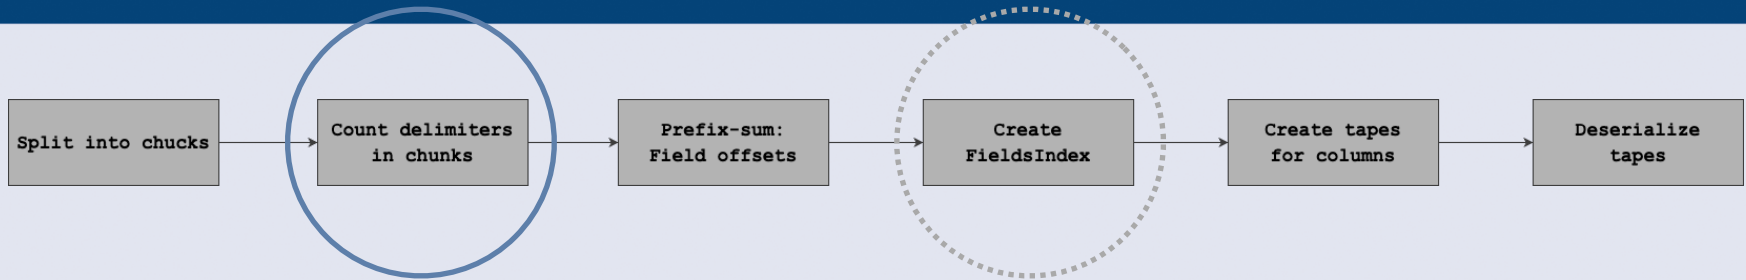 Split into chucks
Count delimiters
in chunks
Prefix-sum:
Field offsets
Create
FieldsIndex
Create tapes
for columns
Deserialize
tapes